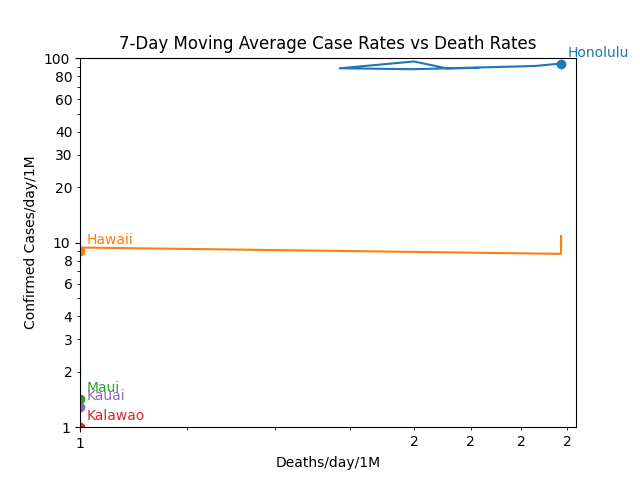 7-Day Moving Average Case Rates vs Death Rates
Honolulu
100
80
60
40
30
20
10
8
6
4
3
2
1
Confirmed Cases/day/1M
Hawaii
Maui
Kauai
Kalawao
1
2
2
2
2
Deaths/day/1M